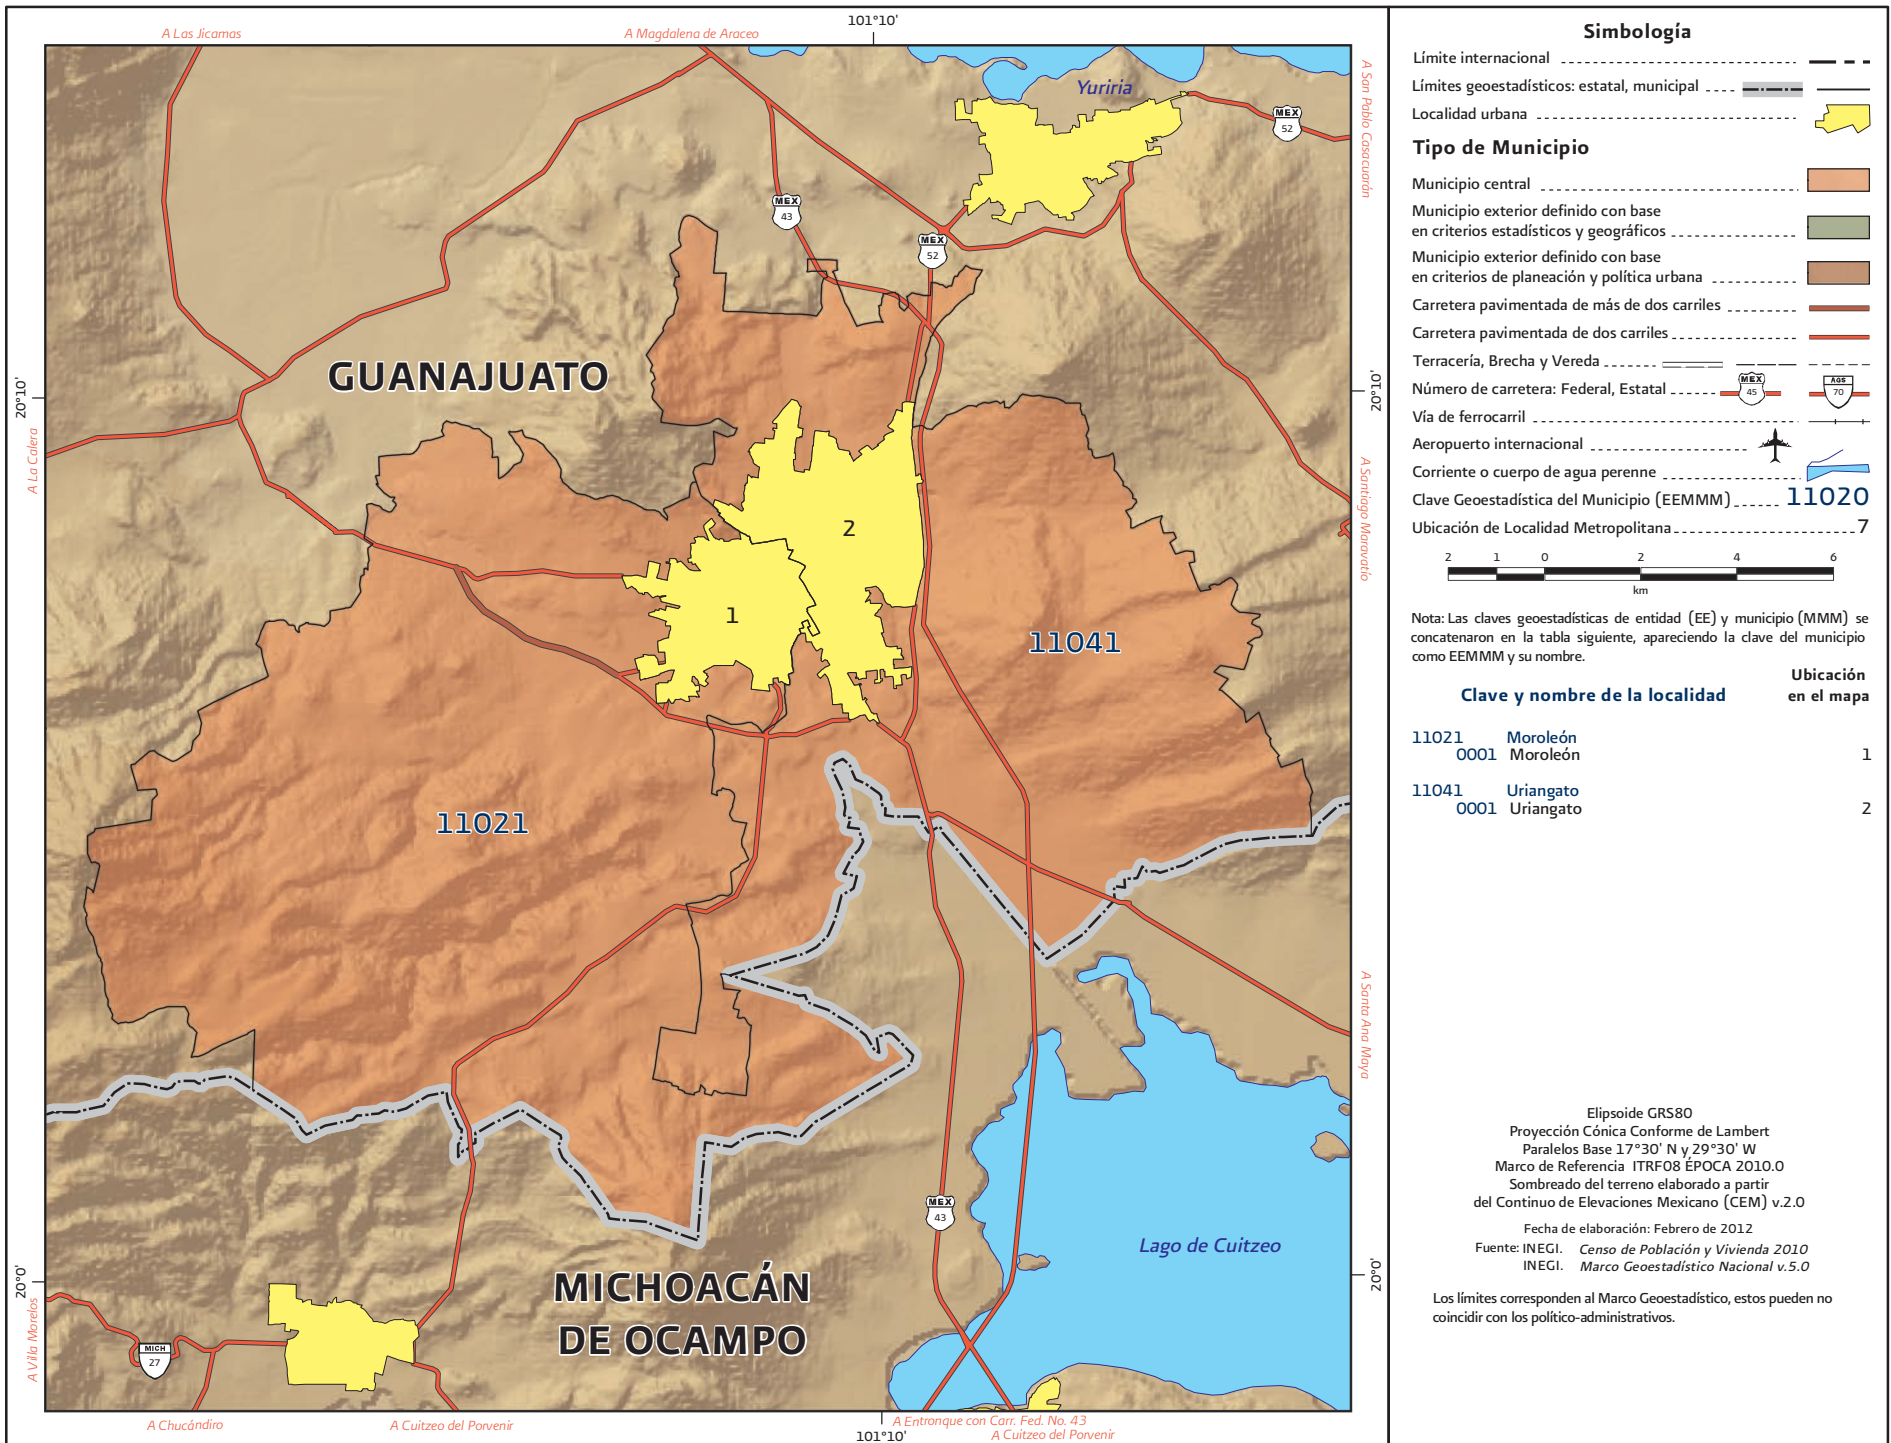 101°10'
A Las Jicamas
A Magdalena de Araceo
A San Pablo Casacuarán
Yuriria
MEX
52
MEX
43
MEX
52
GUANAJUATO
20°10'
20°10'
A La Calera
A Santiago Maravatío
2
1
11041
11021
A Santa Ana Maya
MEX
43
Lago de Cuitzeo
20°0'
20°0'
MICHOACÁN
DE OCAMPO
A Villa Morelos
MICH
27
A Chucándiro
A Cuitzeo del Porvenir
A Entronque con Carr. Fed. No. 43
A Cuitzeo del Porvenir
101°10'
Simbología
Límite internacional
Límites geoestadísticos: estatal, municipal
Localidad urbana
Tipo de Municipio
Municipio central
Municipio exterior definido con base
en criterios estadísticos y geográficos
Municipio exterior definido con base
en criterios de planeación y política urbana
Carretera pavimentada de más de dos carriles
Carretera pavimentada de dos carriles
Terracería, Brecha y Vereda
Número de carretera: Federal, Estatal
MEX
45
AGS
70
Vía de ferrocarril
Aeropuerto internacional
Corriente o cuerpo de agua perenne
Clave Geoestadística del Municipio (EEMMM) 11020
Ubicación de Localidad Metropolitana 7
2 1 0 2 4 6
km
Nota: Las claves geoestadísticas de entidad (EE) y municipio (MMM) se
concatenaron en la tabla siguiente, apareciendo la clave del municipio
como EEMMM y su nombre.
Ubicación
Clave y nombre de la localidad en el mapa
11021 Moroleón
0001 Moroleón 1
11041 Uriangato
0001 Uriangato 2
Elipsoide GRS80
Proyección Cónica Conforme de Lambert
Paralelos Base 17°30' N y 29°30' W
Marco de Referencia ITRF08 ÉPOCA 2010.0
Sombreado del terreno elaborado a partir
del Continuo de Elevaciones Mexicano (CEM) v.2.0
Fecha de elaboración: Febrero de 2012
Fuente: INEGI. Censo de Población y Vivienda 2010
INEGI. Marco Geoestadístico Nacional v.5.0
Los límites corresponden al Marco Geoestadístico, estos pueden no
coincidir con los político-administrativos.